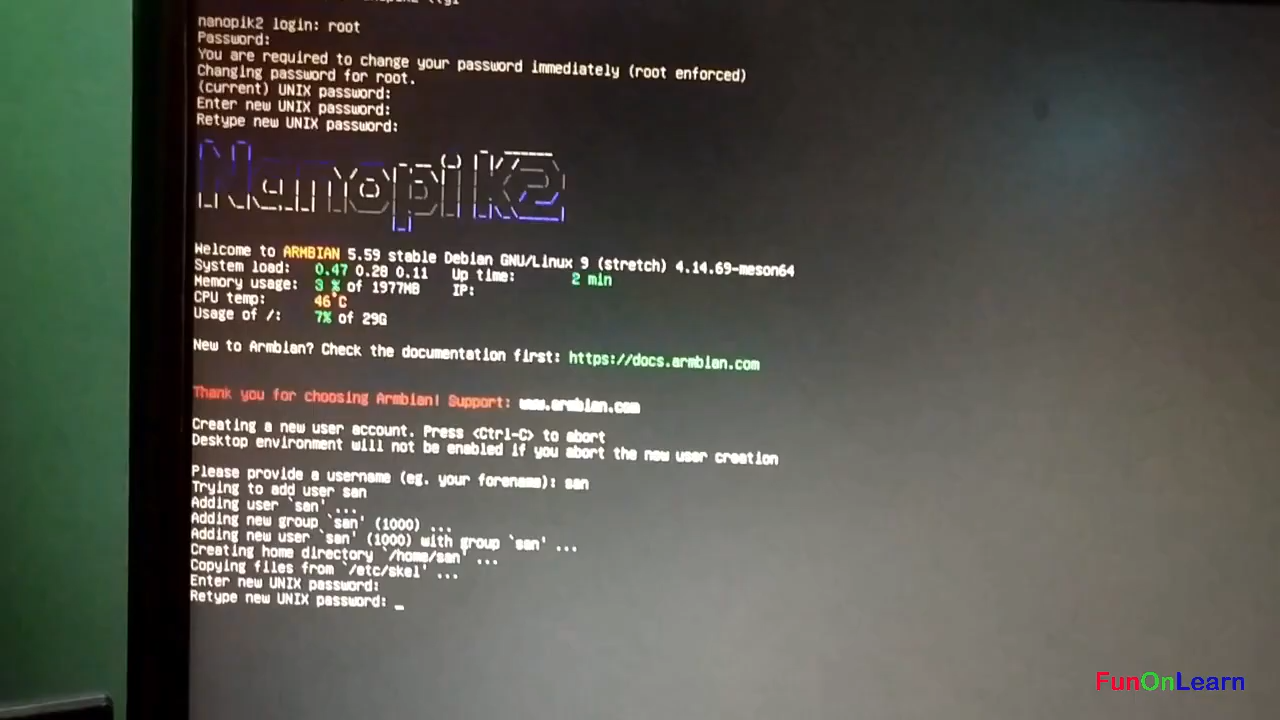 nanopik2 login: root
Password:
You are required to change your password immediately (root enforced)
Changing password for root.
(current) UNIX password:
Enter new UNIX password:
Retype new UNIX password:
Nanopik2
Welcome to ARMBIAN 5.59 stable Debian GNU/Linux 9 (stretch) 4.14.69-meson64
System load: 0.47 0.28 0.11 Up time: 2 min
Memory usage: 3 % of 1977MB IP:
CPU temp: 46°C
Usage of /: 7% of 29G
New to Armbian? Check the documentation first: https://docs.armbian.com
Thank you for choosing Armbian! Support: www.armbian.com
Creating a new user account. Press <Ctrl-C> to abort
Desktop environment will not be enabled if you abort the new user creation
Please provide a username (eg. your forename): san
Trying to add user san
Adding user `san' ...
Adding new group `san' (1000) ...
Adding new user `san' (1000) with group `san' ...
Creating home directory `/home/san' ...
Copying files from `/etc/skel' ...
Enter new UNIX password:
Retype new UNIX password: _
FunOnLearn